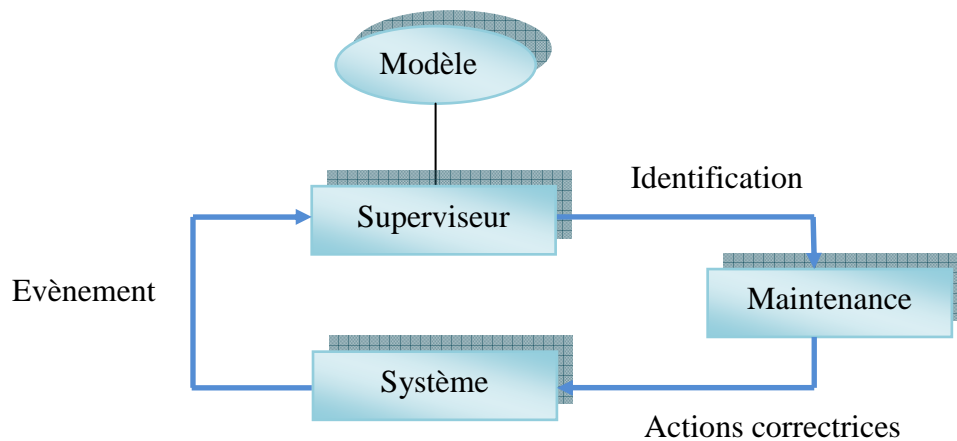 Modèle
Identification
Superviseur
Evènement
Maintenance
Système
Actions correctrices